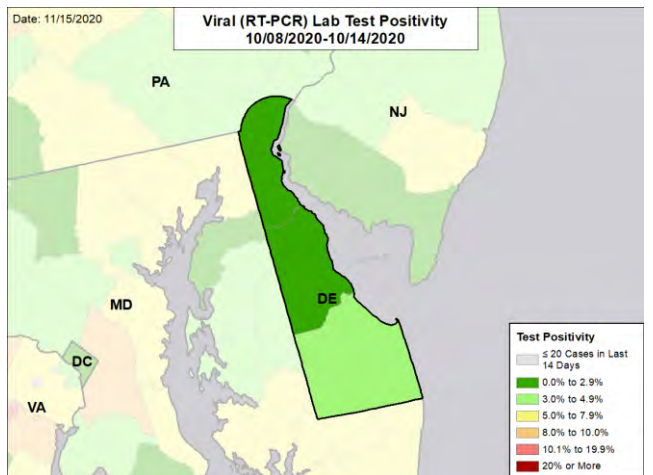 Date: 11/15/2020
Viral (RT-PCR) Lab Test Positivity
10/08/2020-10/14/2020
PA
NJ
DE
MD
DC
VA
Test Positivity
≤ 20 Cases in Last
14 Days
0.0% to 2.9%
3.0% to 4.9%
5.0% to 7.9%
8.0% to 10.0%
10.1% to 19.9%
20% or More